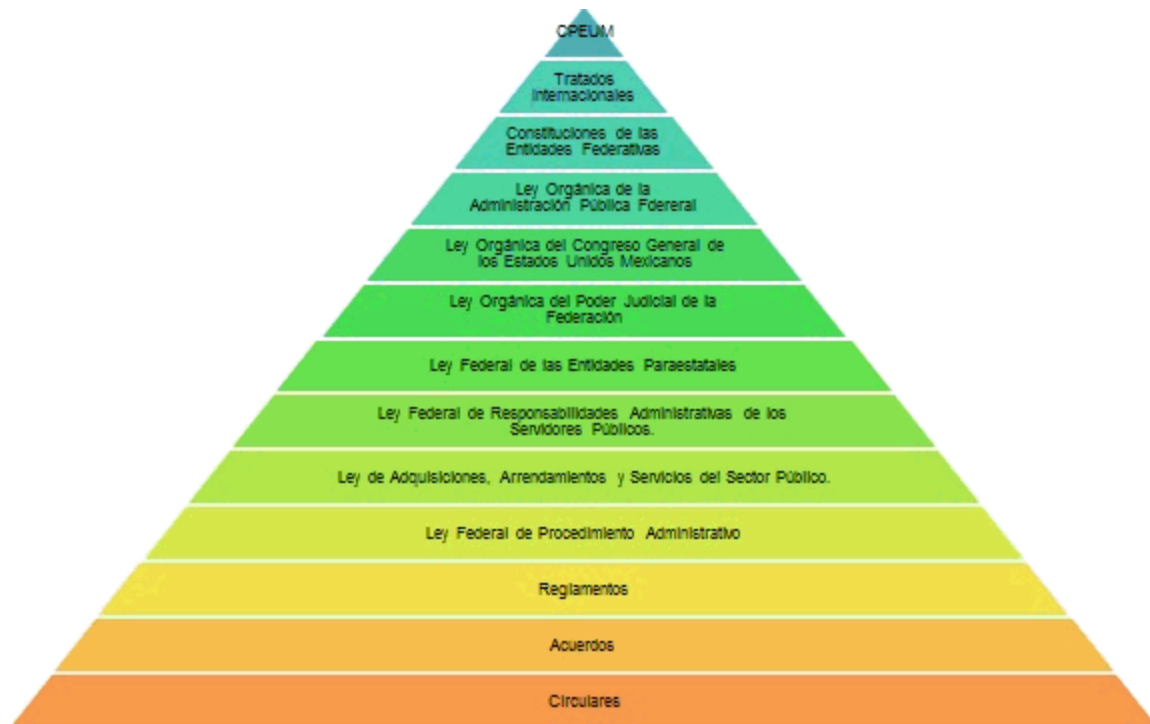 CPEUM
Tratados
Internacionales
Constituciones de las
Entidades Federativas
Ley Orgánica de la
Administración Pública Fdereral
Ley Orgánica del Congreso General de
los Estados Unidos Mexicanos
Ley Orgánica del Poder Judicial de la
Federación
Ley Federal de las Entidades Paraestatales
Ley Federal de Responsabilidades Administrativas de los
Servidores Públicos.
Ley de Adquisiciones, Arrendamientos y Servicios del Sector Público.
Ley Federal de Procedimiento Administrativo
Reglamentos
Acuerdos
Circulares